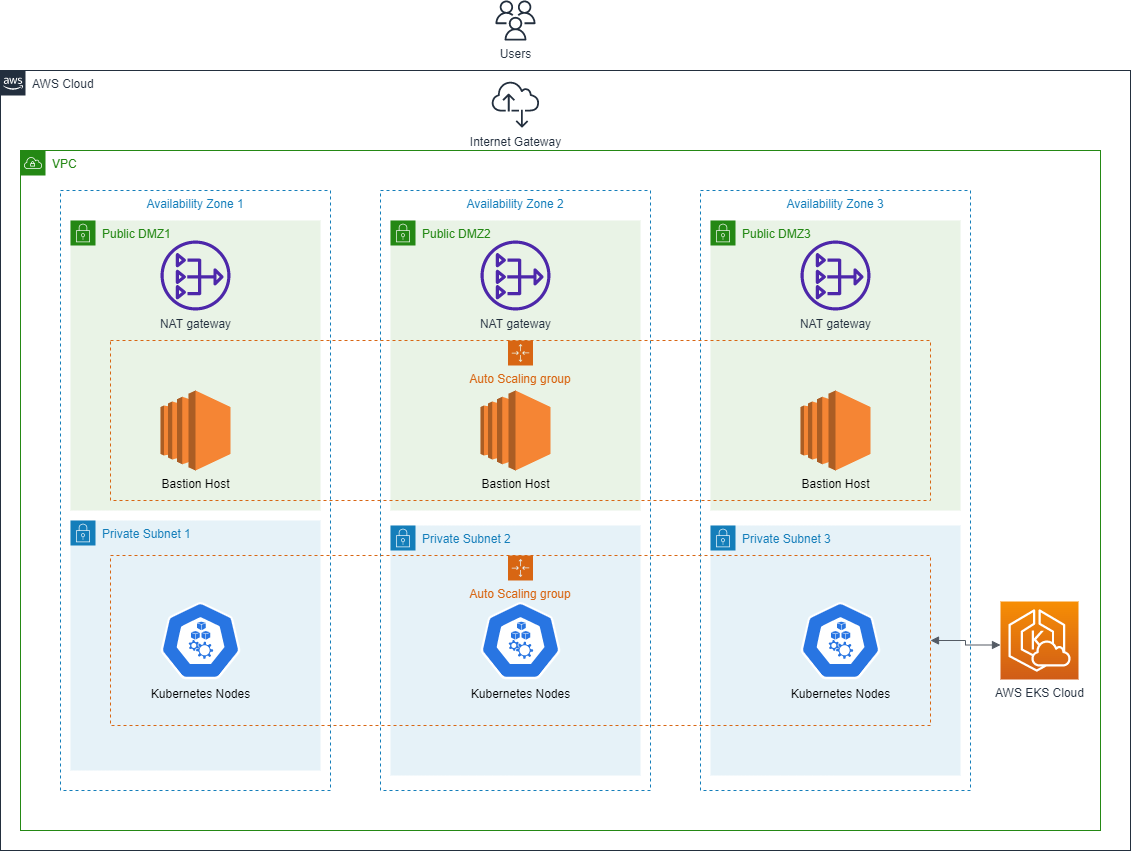 Users
aws
AWS Cloud
Internet Gateway
VPC
Availability Zone 1
Availability Zone 2
Availability Zone 3
Public DMZ1
Public DMZ2
Public DMZ3
NAT gateway
NAT gateway
NAT gateway
Auto Scaling group
Bastion Host
Bastion Host
Bastion Host
Private Subnet 1
Private Subnet 2
Private Subnet 3
Auto Scaling group
K
Kubernetes Nodes
Kubernetes Nodes
Kubernetes Nodes
AWS EKS Cloud